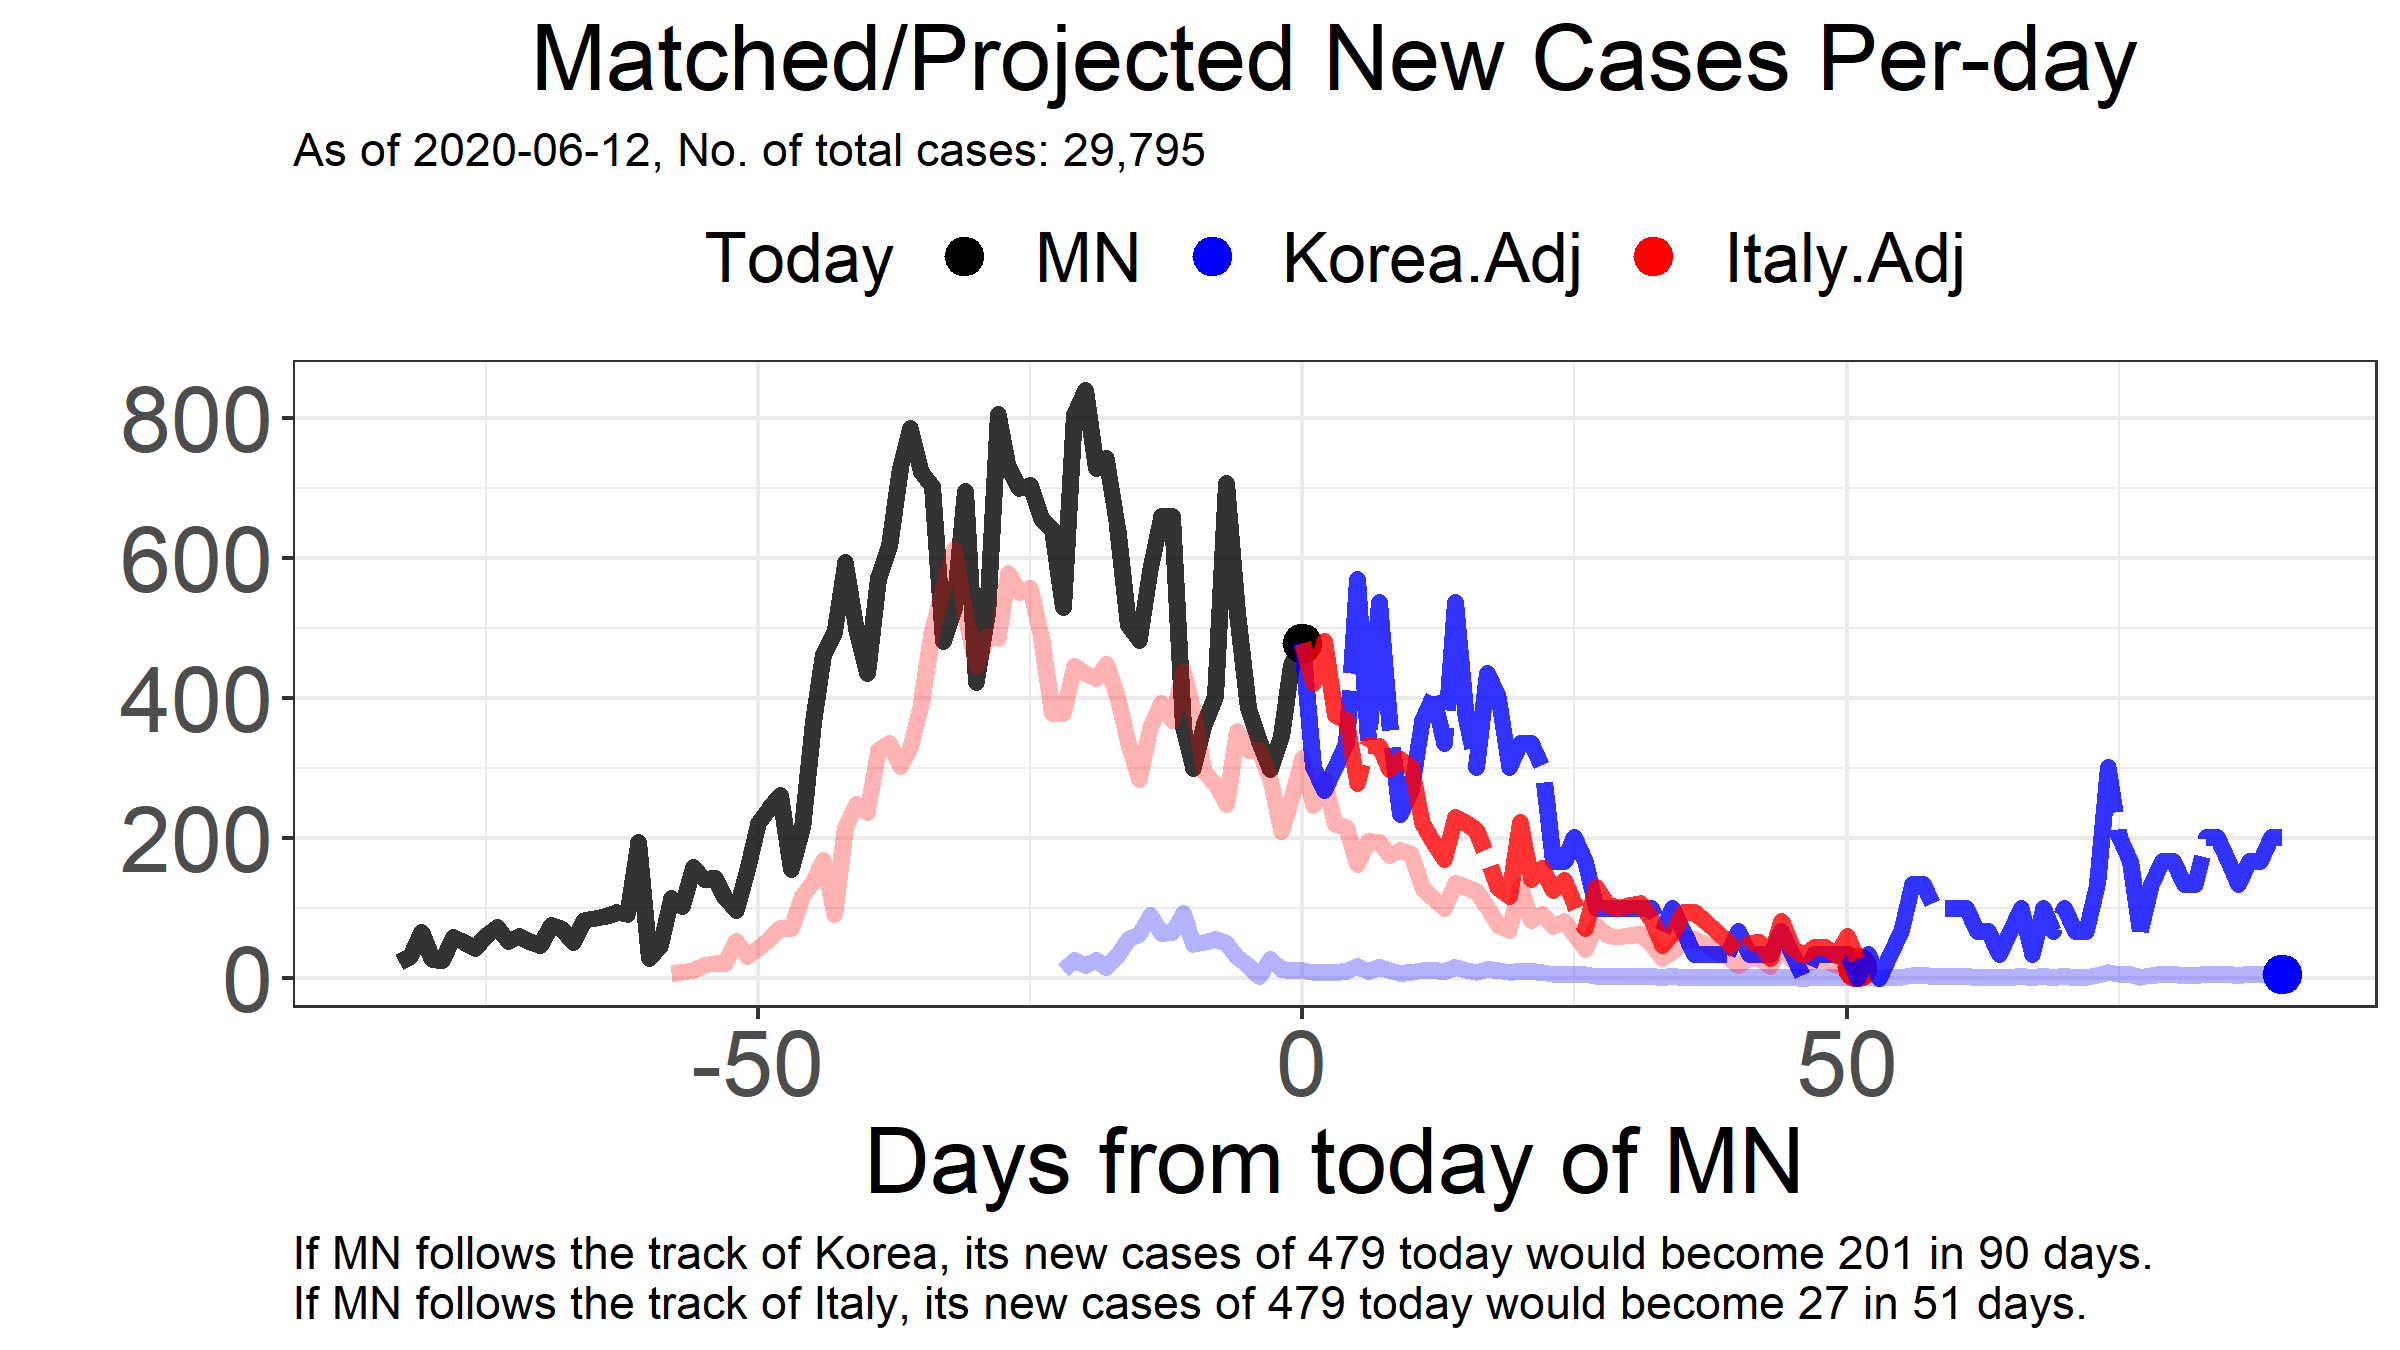 Matched/Projected New Cases Per-day
As of 2020-06-12, No. of total cases: 29,795
Today MN Korea.Adj Italy.Adj
800
600
400
200
0
-50 0 50
Days from today of MN
If MN follows the track of Korea, its new cases of 479 today would become 201 in 90 days.
If MN follows the track of Italy, its new cases of 479 today would become 27 in 51 days.